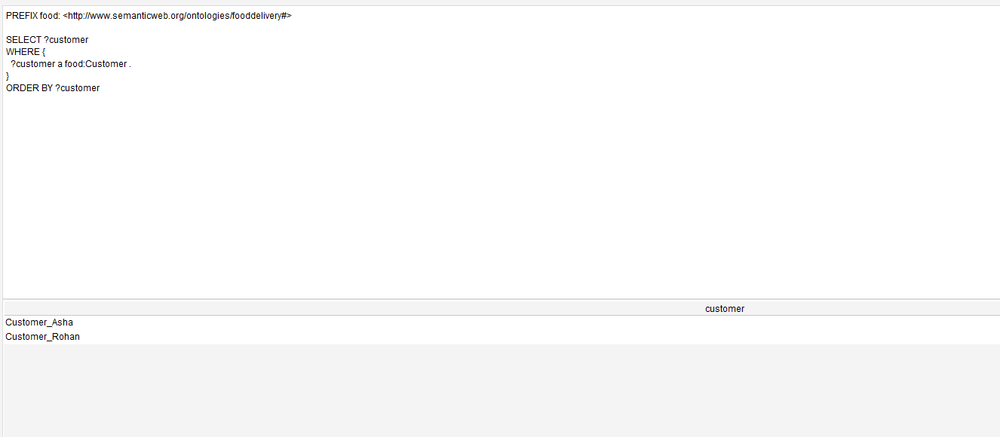 PREFIX food: <http://www.semanticweb.org/ontologies/fooddelivery#>
SELECT ?customer
WHERE {
?customer a food:Customer .
}
ORDER BY ?customer
customer
Customer_Asha
Customer_Rohan